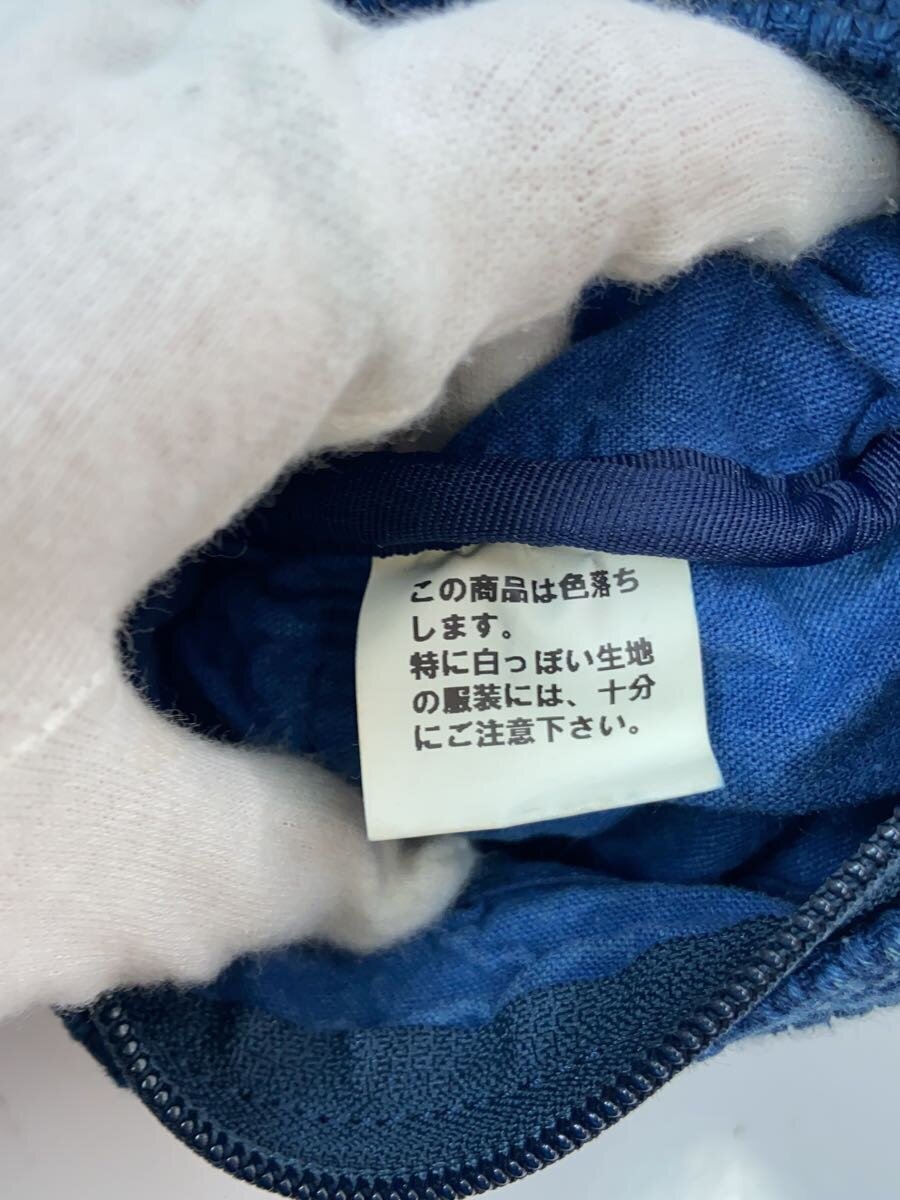 この商品は色落ち
します。
特に白っぽい生地
の服装には、十分
にご注意下さい。